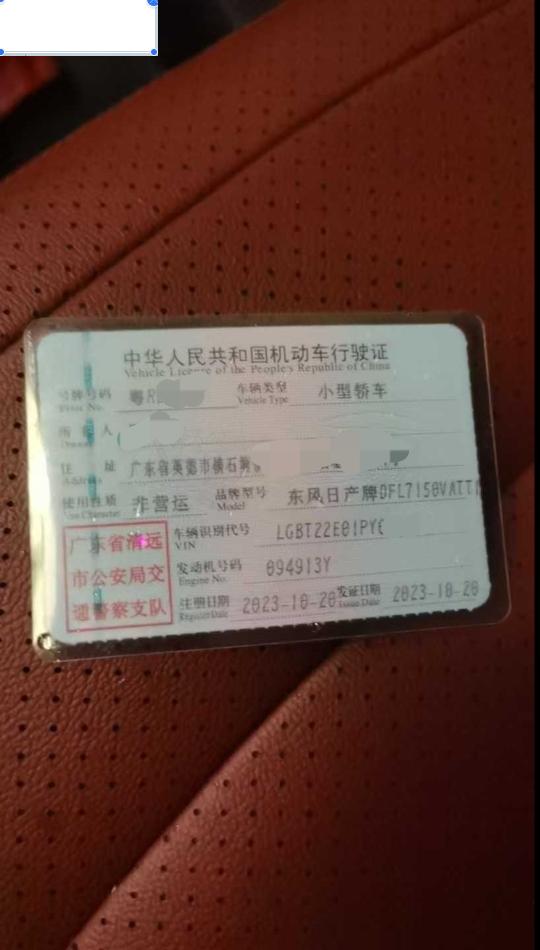 中华人民共和国机动车行驶证
Vehicle License of the People's Republic of China
号牌号码 粤R 车辆类型 小型轿车
Plate No. Vehicle Type
所 有 人
Owner
住 址 广东省英德市横石
Address
使用性质 非营运 品牌型号 东风日产牌DFL7150VATT
Use Character Model
广东省清远
市公安局交
通警察支队
车辆识别代号 LGBT22E01PY
VIN
发动机号码 094913Y
Engine No.
注册日期 2023-10-20 发证日期 2023-10-20
Register Date Issue Date